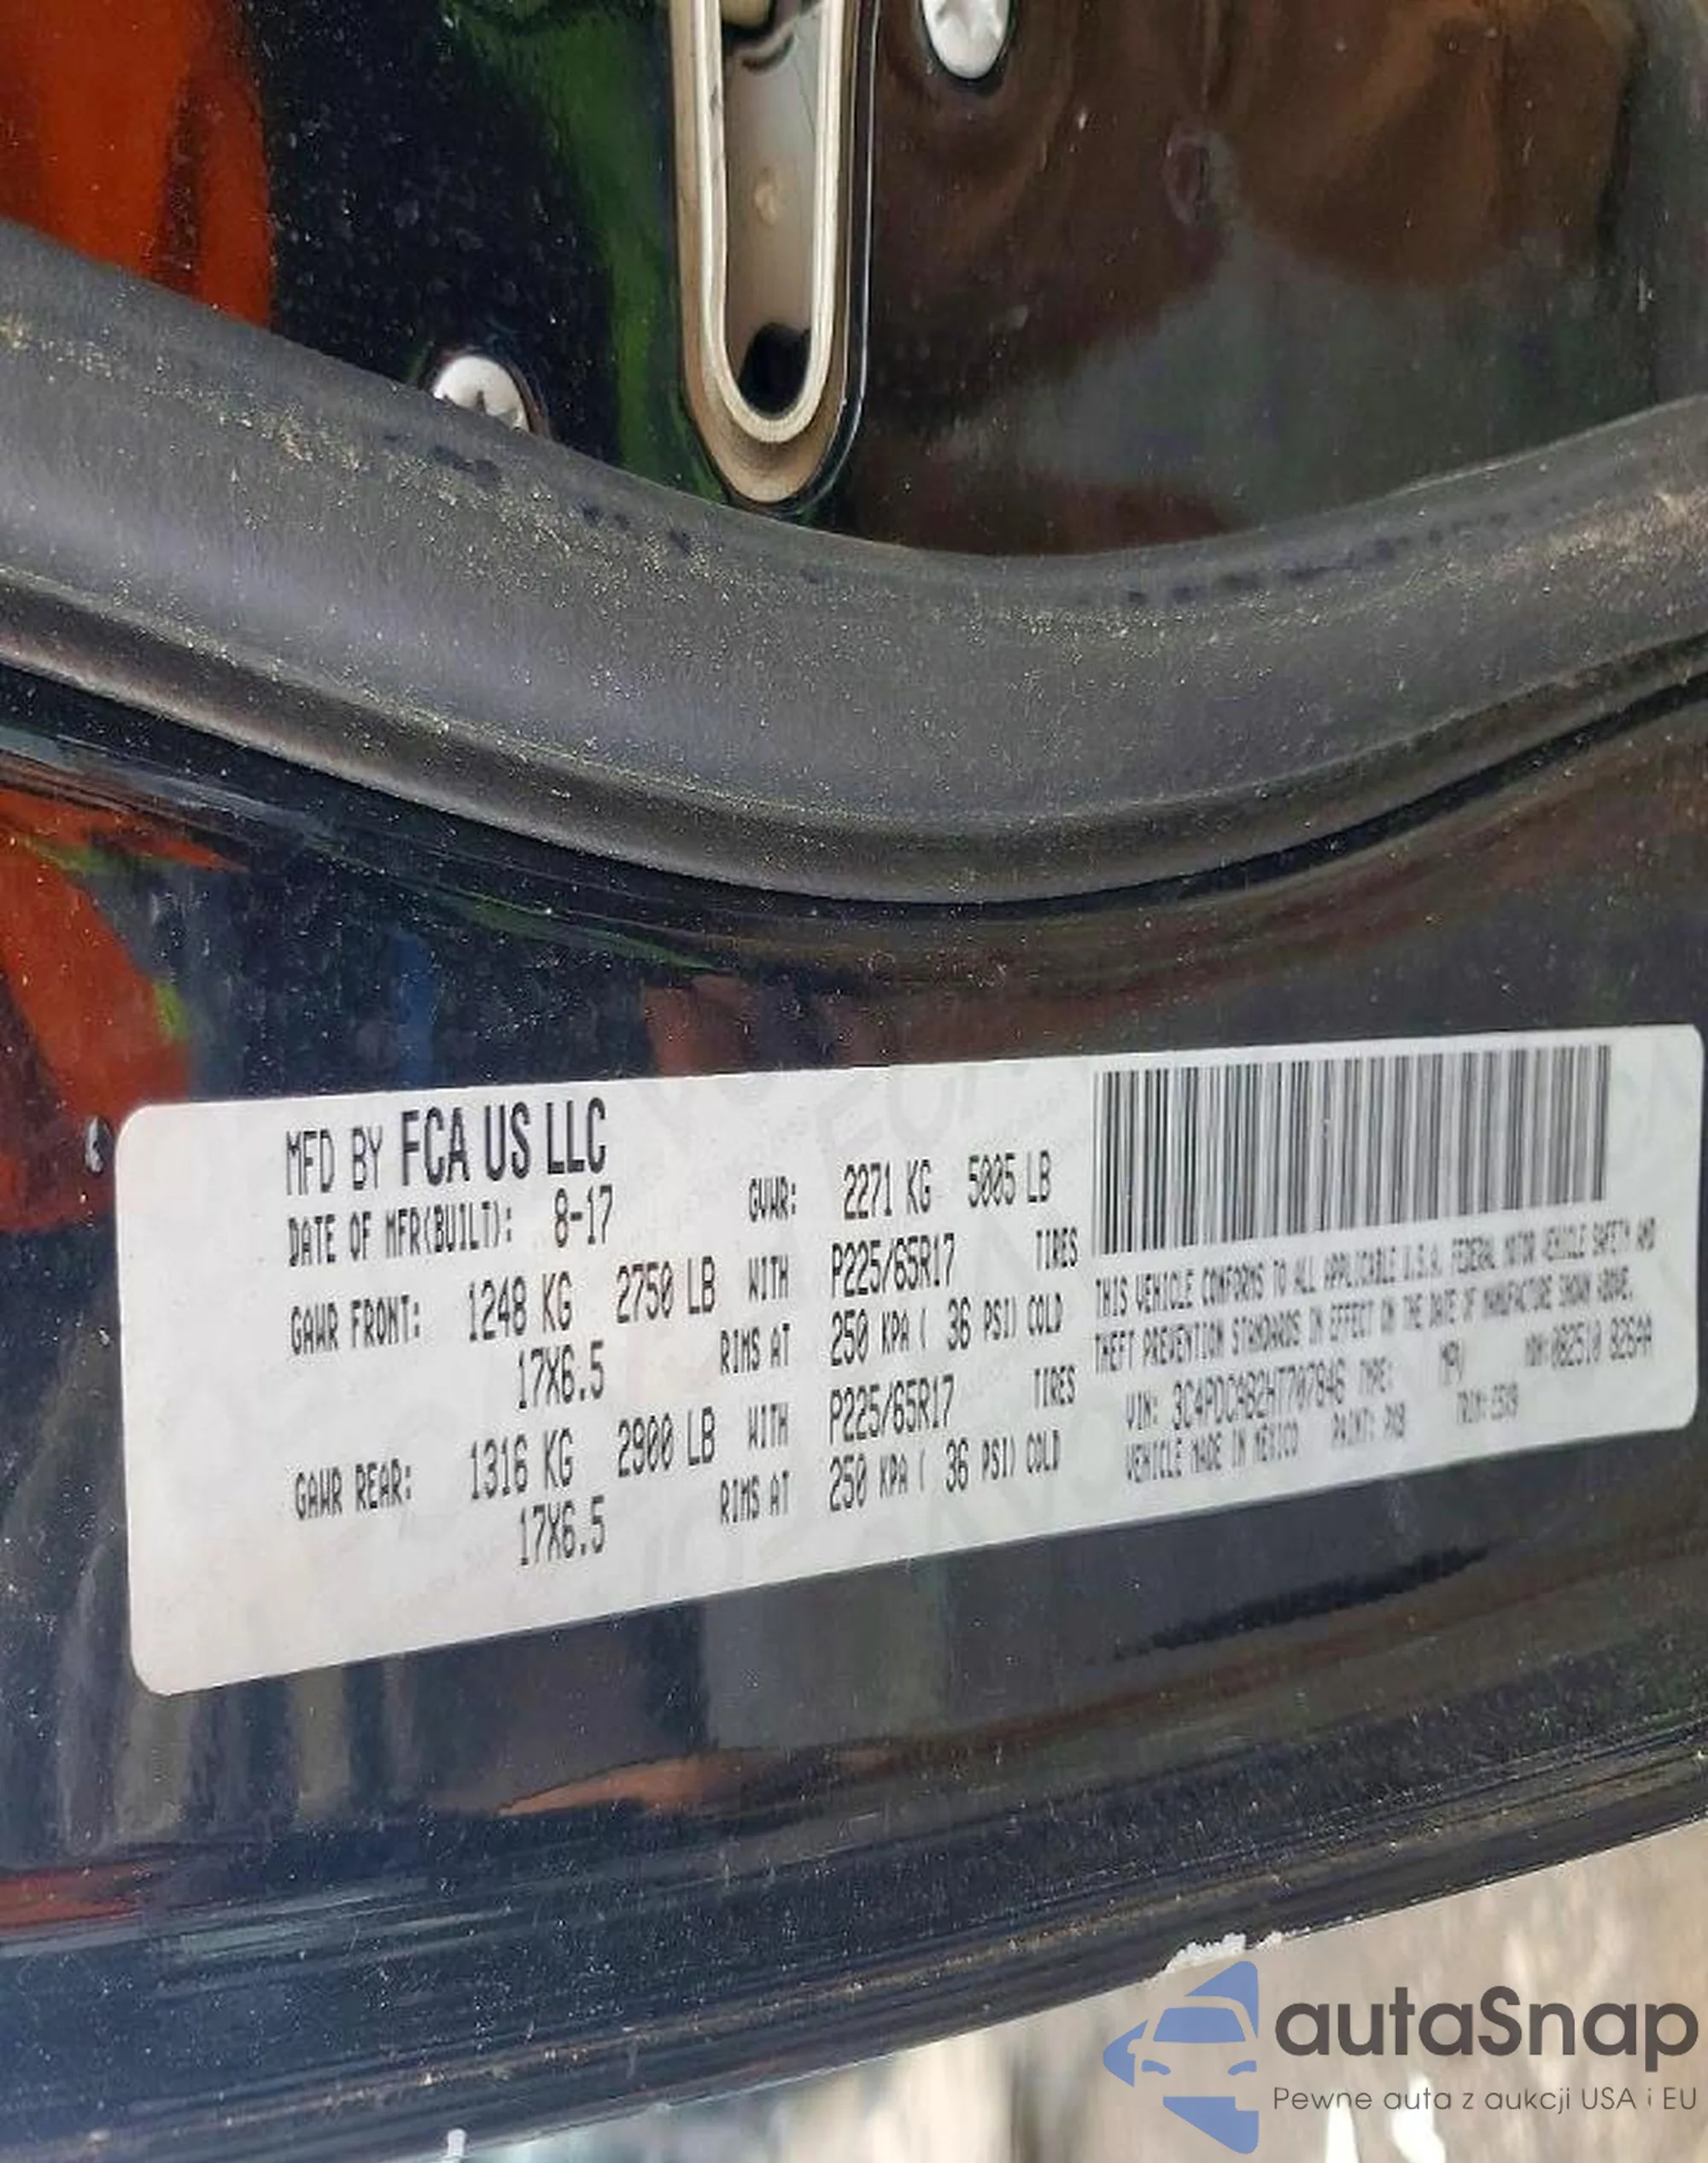 MFD BY FCA US LLC
DATE OF MFR(BUILT): 8-17 GVWR: 2271 KG 5005 LB
GAWR FRONT: 1248 KG 2750 LB WITH P225/65R17 TIRES
17X6.5 RIMS AT 250 KPA ( 36 PSI) COLD
GAWR REAR: 1316 KG 2900 LB WITH P225/65R17 TIRES
17X6.5 RIMS AT 250 KPA ( 36 PSI) COLD
THIS VEHICLE CONFORMS TO ALL APPLICABLE U.S.A. FEDERAL MOTOR VEHICLE SAFETY AND
THEFT PREVENTION STANDARDS IN EFFECT ON THE DATE OF MANUFACTURE SHOWN ABOVE.
VIN: 3C4PDCAB2HT707846 TYPE: MPV
VEHICLE MADE IN MEXICO PAINT: PX8 TRIM:
autaSnap
Pewne auta z aukcji USA i EU